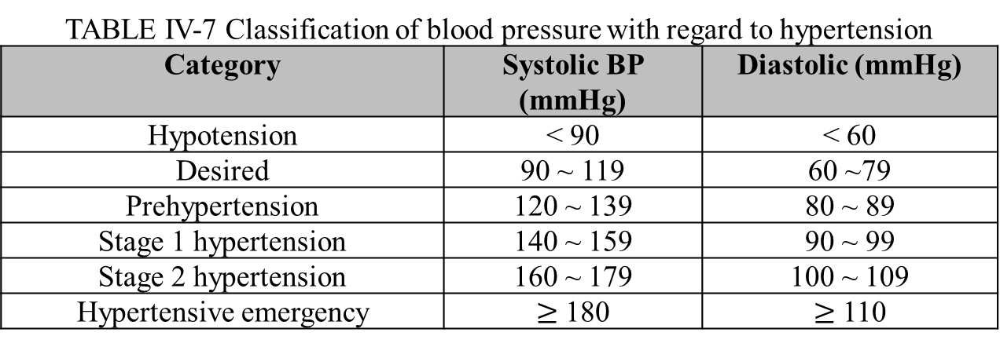 TABLE IV-7 Classification of blood pressure with regard to hypertension
Category Systolic BP (mmHg) Diastolic (mmHg)
Hypotension < 90 < 60
Desired 90 ~ 119 60 ~79
Prehypertension 120 ~ 139 80 ~ 89
Stage 1 hypertension 140 ~ 159 90 ~ 99
Stage 2 hypertension 160 ~ 179 100 ~ 109
Hypertensive emergency ≥ 180 ≥ 110